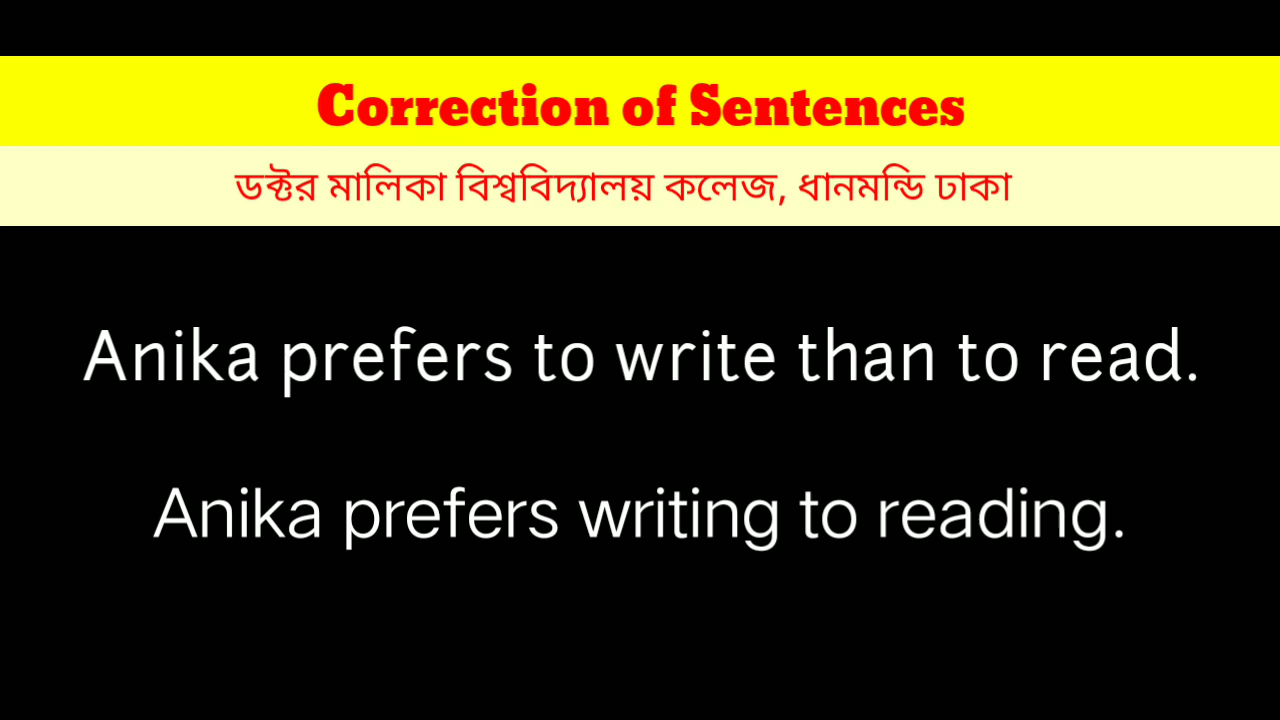 Correction of Sentences
ডক্টর মালিকা বিশ্ববিদ্যালয় কলেজ, ধানমন্ডি ঢাকা
Anika prefers to write than to read.
Anika prefers writing to reading.